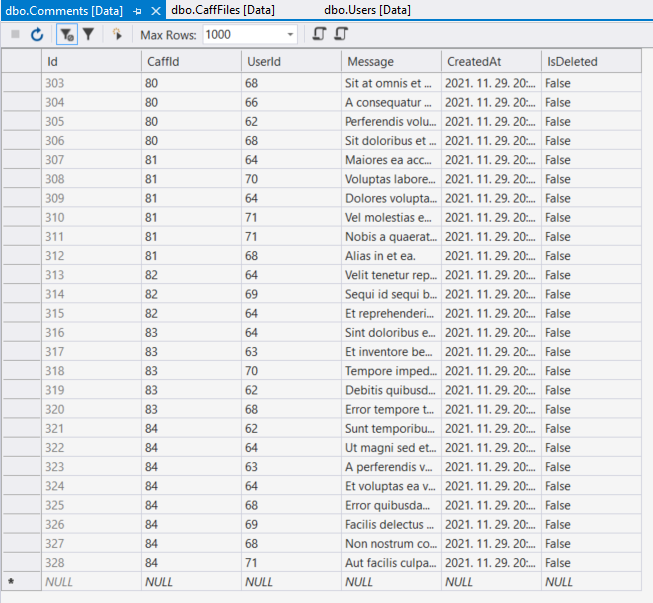 dbo.Comments [Data] dbo.CaffFiles [Data] dbo.Users [Data]
Max Rows: 1000
Id CaffId UserId Message CreatedAt IsDeleted
303 80 68 Sit at omnis et ... 2021. 11. 29. 20:... False
304 80 66 A consequatur ... 2021. 11. 29. 20:... False
305 80 62 Perferendis volu... 2021. 11. 29. 20:... False
306 80 68 Sit doloribus et ... 2021. 11. 29. 20:... False
307 81 64 Maiores ea acc... 2021. 11. 29. 20:... False
308 81 70 Voluptas labore... 2021. 11. 29. 20:... False
309 81 64 Dolores volupta... 2021. 11. 29. 20:... False
310 81 71 Vel molestias e... 2021. 11. 29. 20:... False
311 81 71 Nobis a quaerat... 2021. 11. 29. 20:... False
312 81 68 Alias in et ea. 2021. 11. 29. 20:... False
313 82 64 Velit tenetur rep... 2021. 11. 29. 20:... False
314 82 69 Sequi id sequi b... 2021. 11. 29. 20:... False
315 82 64 Et reprehenderi... 2021. 11. 29. 20:... False
316 83 64 Sint doloribus e... 2021. 11. 29. 20:... False
317 83 63 Et inventore be... 2021. 11. 29. 20:... False
318 83 70 Tempore imped... 2021. 11. 29. 20:... False
319 83 62 Debitis quibusd... 2021. 11. 29. 20:... False
320 83 68 Error tempore t... 2021. 11. 29. 20:... False
321 84 62 Sunt temporibu... 2021. 11. 29. 20:... False
322 84 64 Ut magni sed et... 2021. 11. 29. 20:... False
323 84 63 A perferendis v... 2021. 11. 29. 20:... False
324 84 64 Et voluptas ea v... 2021. 11. 29. 20:... False
325 84 68 Error quibusda... 2021. 11. 29. 20:... False
326 84 69 Facilis delectus ... 2021. 11. 29. 20:... False
327 84 68 Non nostrum co... 2021. 11. 29. 20:... False
328 84 71 Aut facilis culpa... 2021. 11. 29. 20:... False
* NULL NULL NULL NULL NULL NULL